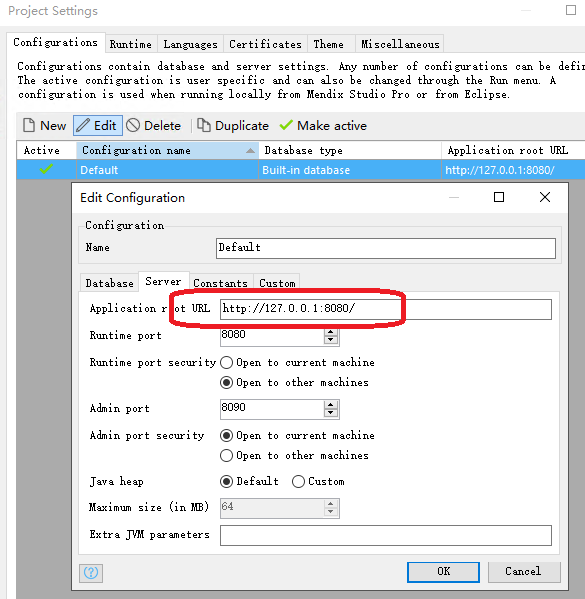 Project Settings
Configurations Runtime Languages Certificates Theme Miscellaneous
Configurations contain database and server settings. Any number of configurations can be defin
The active configuration is user specific and can also be changed through the Run menu. A
configuration is used when running locally from Mendix Studio Pro or from Eclipse.
New Edit Delete Duplicate Make active
Active Configuration name Database type Application root URL
Default Built-in database http://127.0.0.1:8080/
Edit Configuration
Configuration
Name Default
Database Server Constants Custom
Application root URL http://127.0.0.1:8080/
Runtime port 8080
Runtime port security Open to current machine
Open to other machines
Admin port 8090
Admin port security Open to current machine
Open to other machines
Java heap Default Custom
Maximum size (in MB) 64
Extra JVM parameters
? OK Cancel